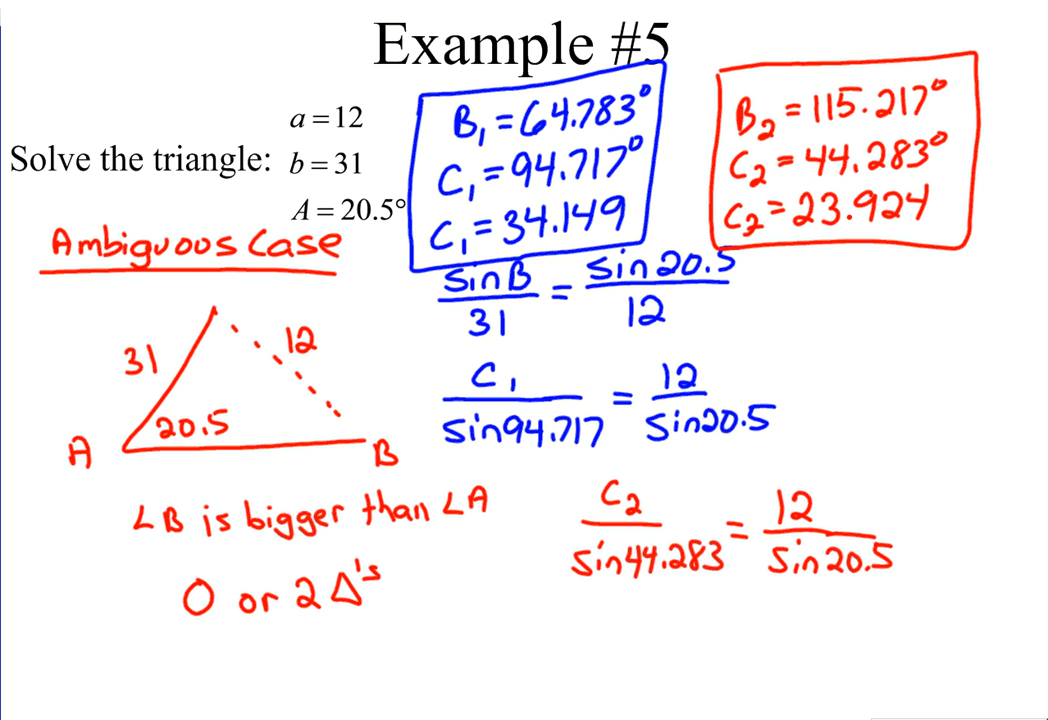 Example #5
Solve the triangle:
a = 12
b = 31
A = 20.5°
B₁ = 64.783°
C₁ = 94.717°
c₁ = 34.149
B₂ = 115.217°
C₂ = 44.283°
c₂ = 23.924
Ambiguous Case
31
12
20.5
A
B
∠B is bigger than ∠A
0 or 2 Δ's
sin B / 31 = sin 20.5 / 12
c₁ / sin 94.717 = 12 / sin 20.5
c₂ / sin 44.283 = 12 / sin 20.5